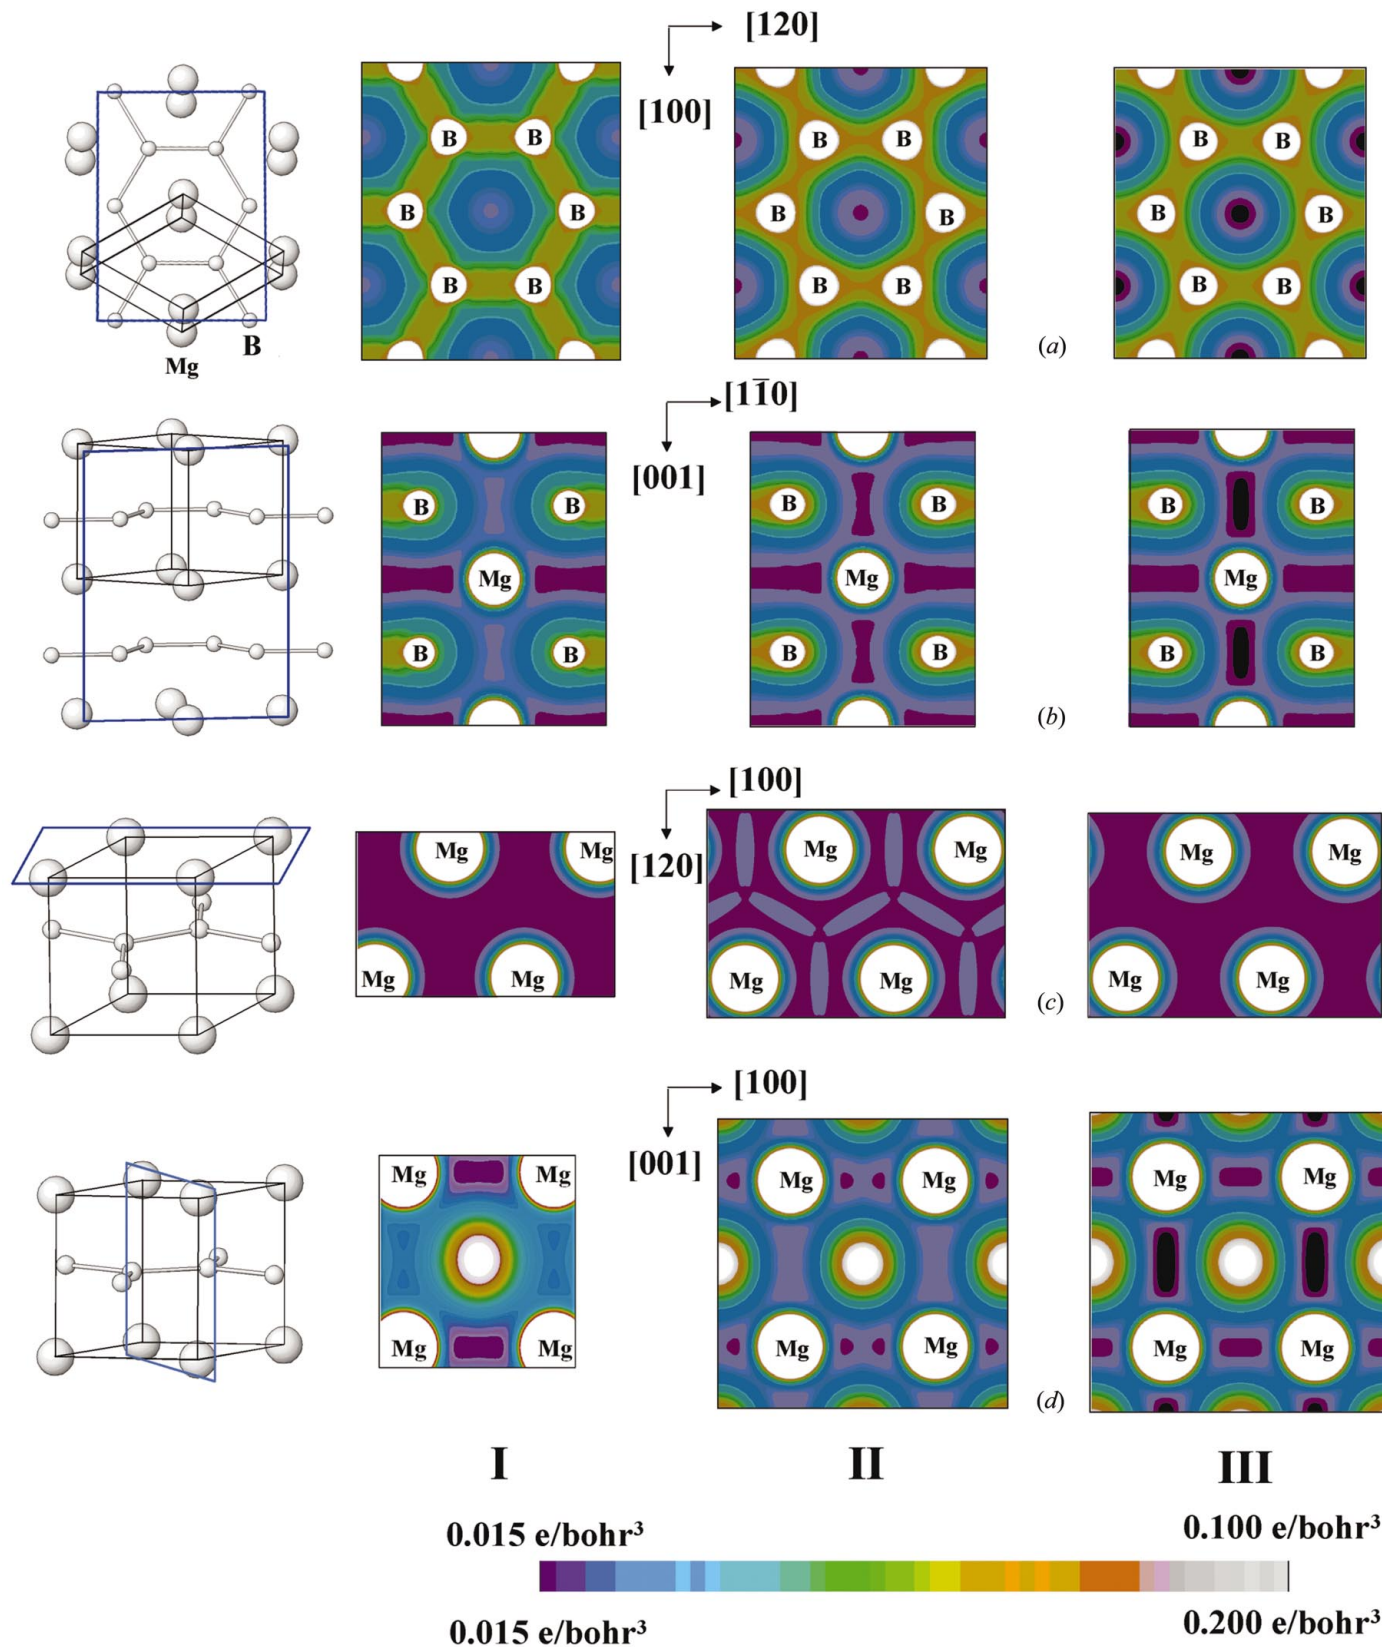 [120]
[100]
B B
B B
B B
B B
B B
B B
B B
B B
B B
B
Mg
(a)
[11̅0]
[001]
B B
B B
B B
Mg Mg Mg
B B
B B
B B
(b)
[100]
[120]
Mg Mg
Mg Mg
Mg Mg
Mg Mg
Mg Mg
Mg Mg
(c)
[100]
[001]
Mg Mg
Mg Mg
Mg Mg
Mg Mg
Mg Mg
Mg Mg
(d)
I II III
0.015 e/bohr³ 0.100 e/bohr³
0.015 e/bohr³ 0.200 e/bohr³